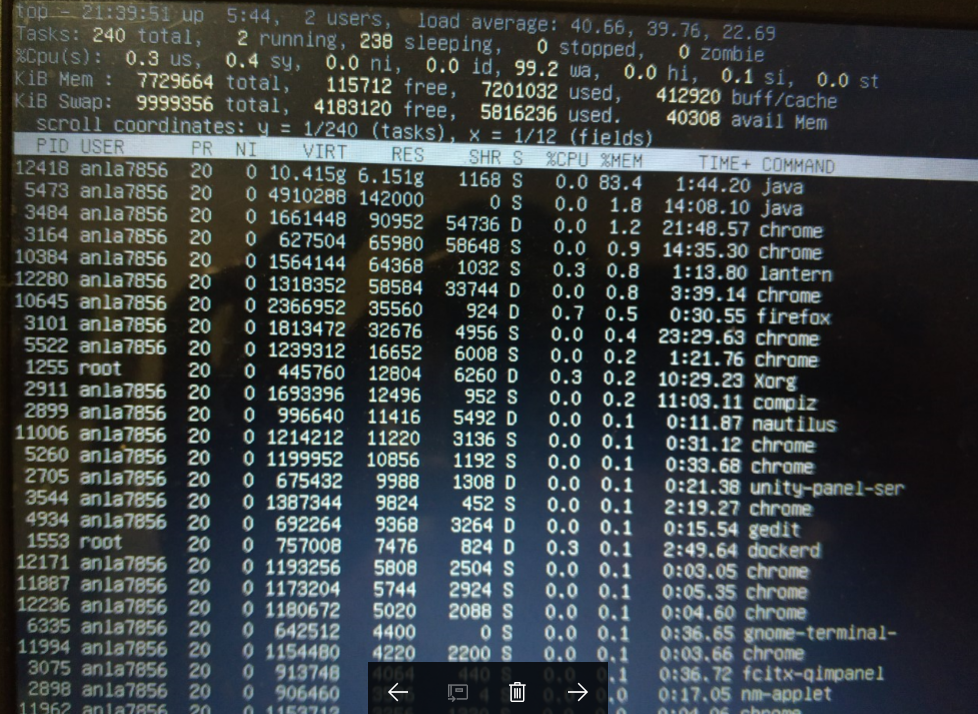 top - 21:39:51 up  5:44,  2 users,  load average: 40.66, 39.76, 22.69
Tasks: 240 total,   2 running, 238 sleeping,   0 stopped,   0 zombie
%Cpu(s):  0.3 us,  0.4 sy,  0.0 ni,  0.0 id, 99.2 wa,  0.0 hi,  0.1 si,  0.0 st
KiB Mem :  7729664 total,   115712 free,  7201032 used,   412920 buff/cache
KiB Swap:  9999356 total,  4183120 free,  5816236 used.    40308 avail Mem
scroll coordinates: y = 1/240 (tasks), x = 1/12 (fields)
PID USER PR NI VIRT RES SHR S %CPU %MEM TIME+ COMMAND
12418 anla7856 20 0 10.415g 6.151g 1168 S 0.0 83.4 1:44.20 java
5473 anla7856 20 0 4910288 142000 0 S 0.0 1.8 14:08.10 java
3484 anla7856 20 0 1661448 90952 54736 D 0.0 1.2 21:48.57 chrome
3164 anla7856 20 0 627504 65980 58648 S 0.0 0.9 14:35.30 chrome
10384 anla7856 20 0 1564144 64368 1032 S 0.3 0.8 1:13.80 lantern
12280 anla7856 20 0 1318352 58584 33744 D 0.0 0.8 3:39.14 chrome
10645 anla7856 20 0 2366952 35560 924 D 0.7 0.5 0:30.55 firefox
3101 anla7856 20 0 1813472 32676 4956 S 0.0 0.4 23:29.63 chrome
5522 anla7856 20 0 1239312 16652 6008 S 0.0 0.2 1:21.76 chrome
1255 root 20 0 445760 12804 6260 D 0.3 0.2 10:29.23 Xorg
2911 anla7856 20 0 1693396 12496 952 S 0.0 0.2 11:03.11 compiz
2899 anla7856 20 0 996640 11416 5492 D 0.0 0.1 0:11.87 nautilus
11006 anla7856 20 0 1214212 11220 3136 S 0.0 0.1 0:31.12 chrome
5260 anla7856 20 0 1199952 10856 1192 S 0.0 0.1 0:33.68 chrome
2705 anla7856 20 0 675432 9988 1308 D 0.0 0.1 0:21.38 unity-panel-ser
3544 anla7856 20 0 1387344 9824 452 S 0.0 0.1 2:19.27 chrome
4934 anla7856 20 0 692264 9368 3264 D 0.0 0.1 0:15.54 gedit
1553 root 20 0 757008 7476 824 D 0.3 0.1 2:49.64 dockerd
12171 anla7856 20 0 1193256 5808 2504 S 0.0 0.1 0:03.05 chrome
11887 anla7856 20 0 1173204 5744 2924 S 0.0 0.1 0:05.35 chrome
12236 anla7856 20 0 1180672 5020 2088 S 0.0 0.1 0:04.60 chrome
6335 anla7856 20 0 642512 4400 0 S 0.0 0.1 0:36.65 gnome-terminal-
11994 anla7856 20 0 1154480 4220 2200 S 0.0 0.1 0:03.66 chrome
3075 anla7856 20 0 913748 0:36.72 fcitx-qimpanel
2898 anla7856 20 0 906460 0:17.05 nm-applet
11962 anla7856 20 0 chrome